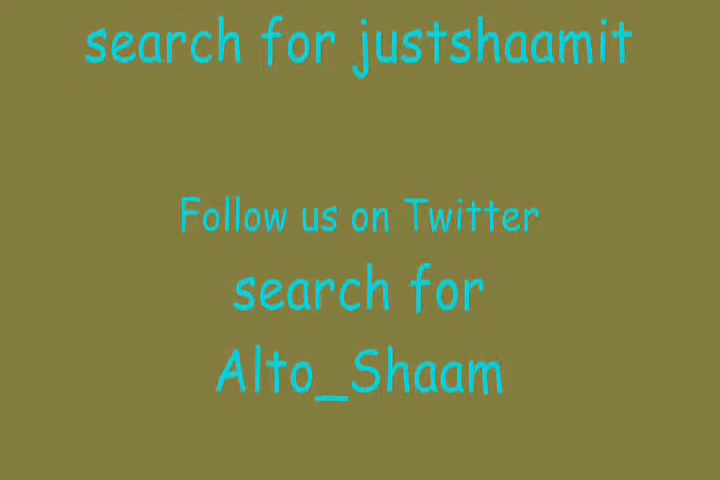 search for justshaamit
Follow us on Twitter
search for
Alto_Shaam